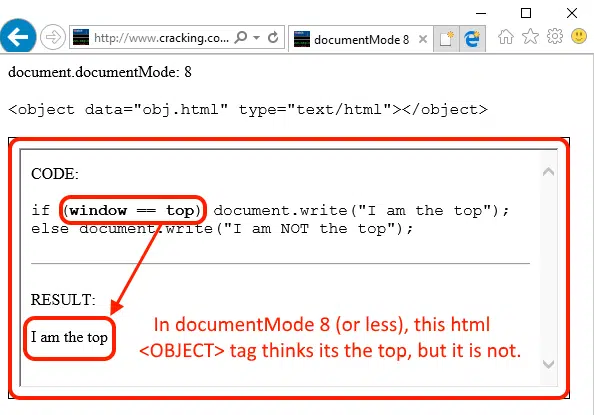 http://www.cracking.co...
documentMode 8
document.documentMode: 8
<object data="obj.html" type="text/html"></object>
CODE:
if (window == top) document.write("I am the top");
else document.write("I am NOT the top");
RESULT:
I am the top
In documentMode 8 (or less), this html
<OBJECT> tag thinks its the top, but it is not.